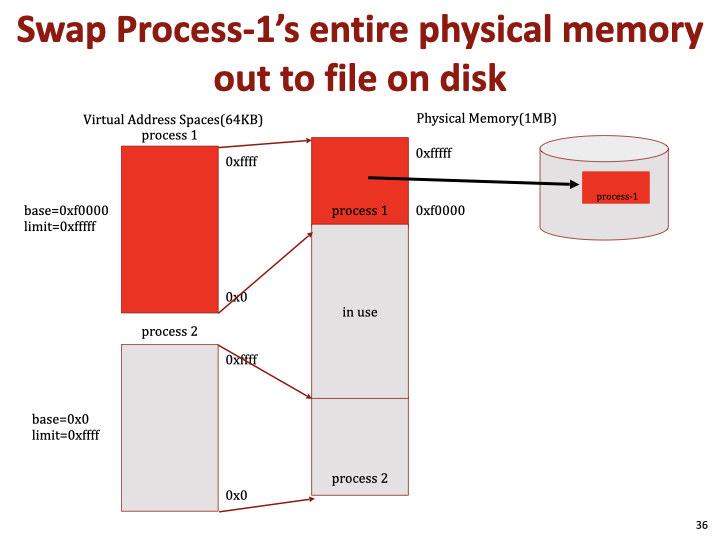 Swap Process-1’s entire physical memory
out to file on disk
Virtual Address Spaces(64KB)
process 1
Physical Memory(1MB)
0xffff
0xfffff
base=0xf0000
limit=0xfffff
process 1
0xf0000
process-1
0x0
in use
process 2
0xffff
base=0x0
limit=0xffff
process 2
0x0
36